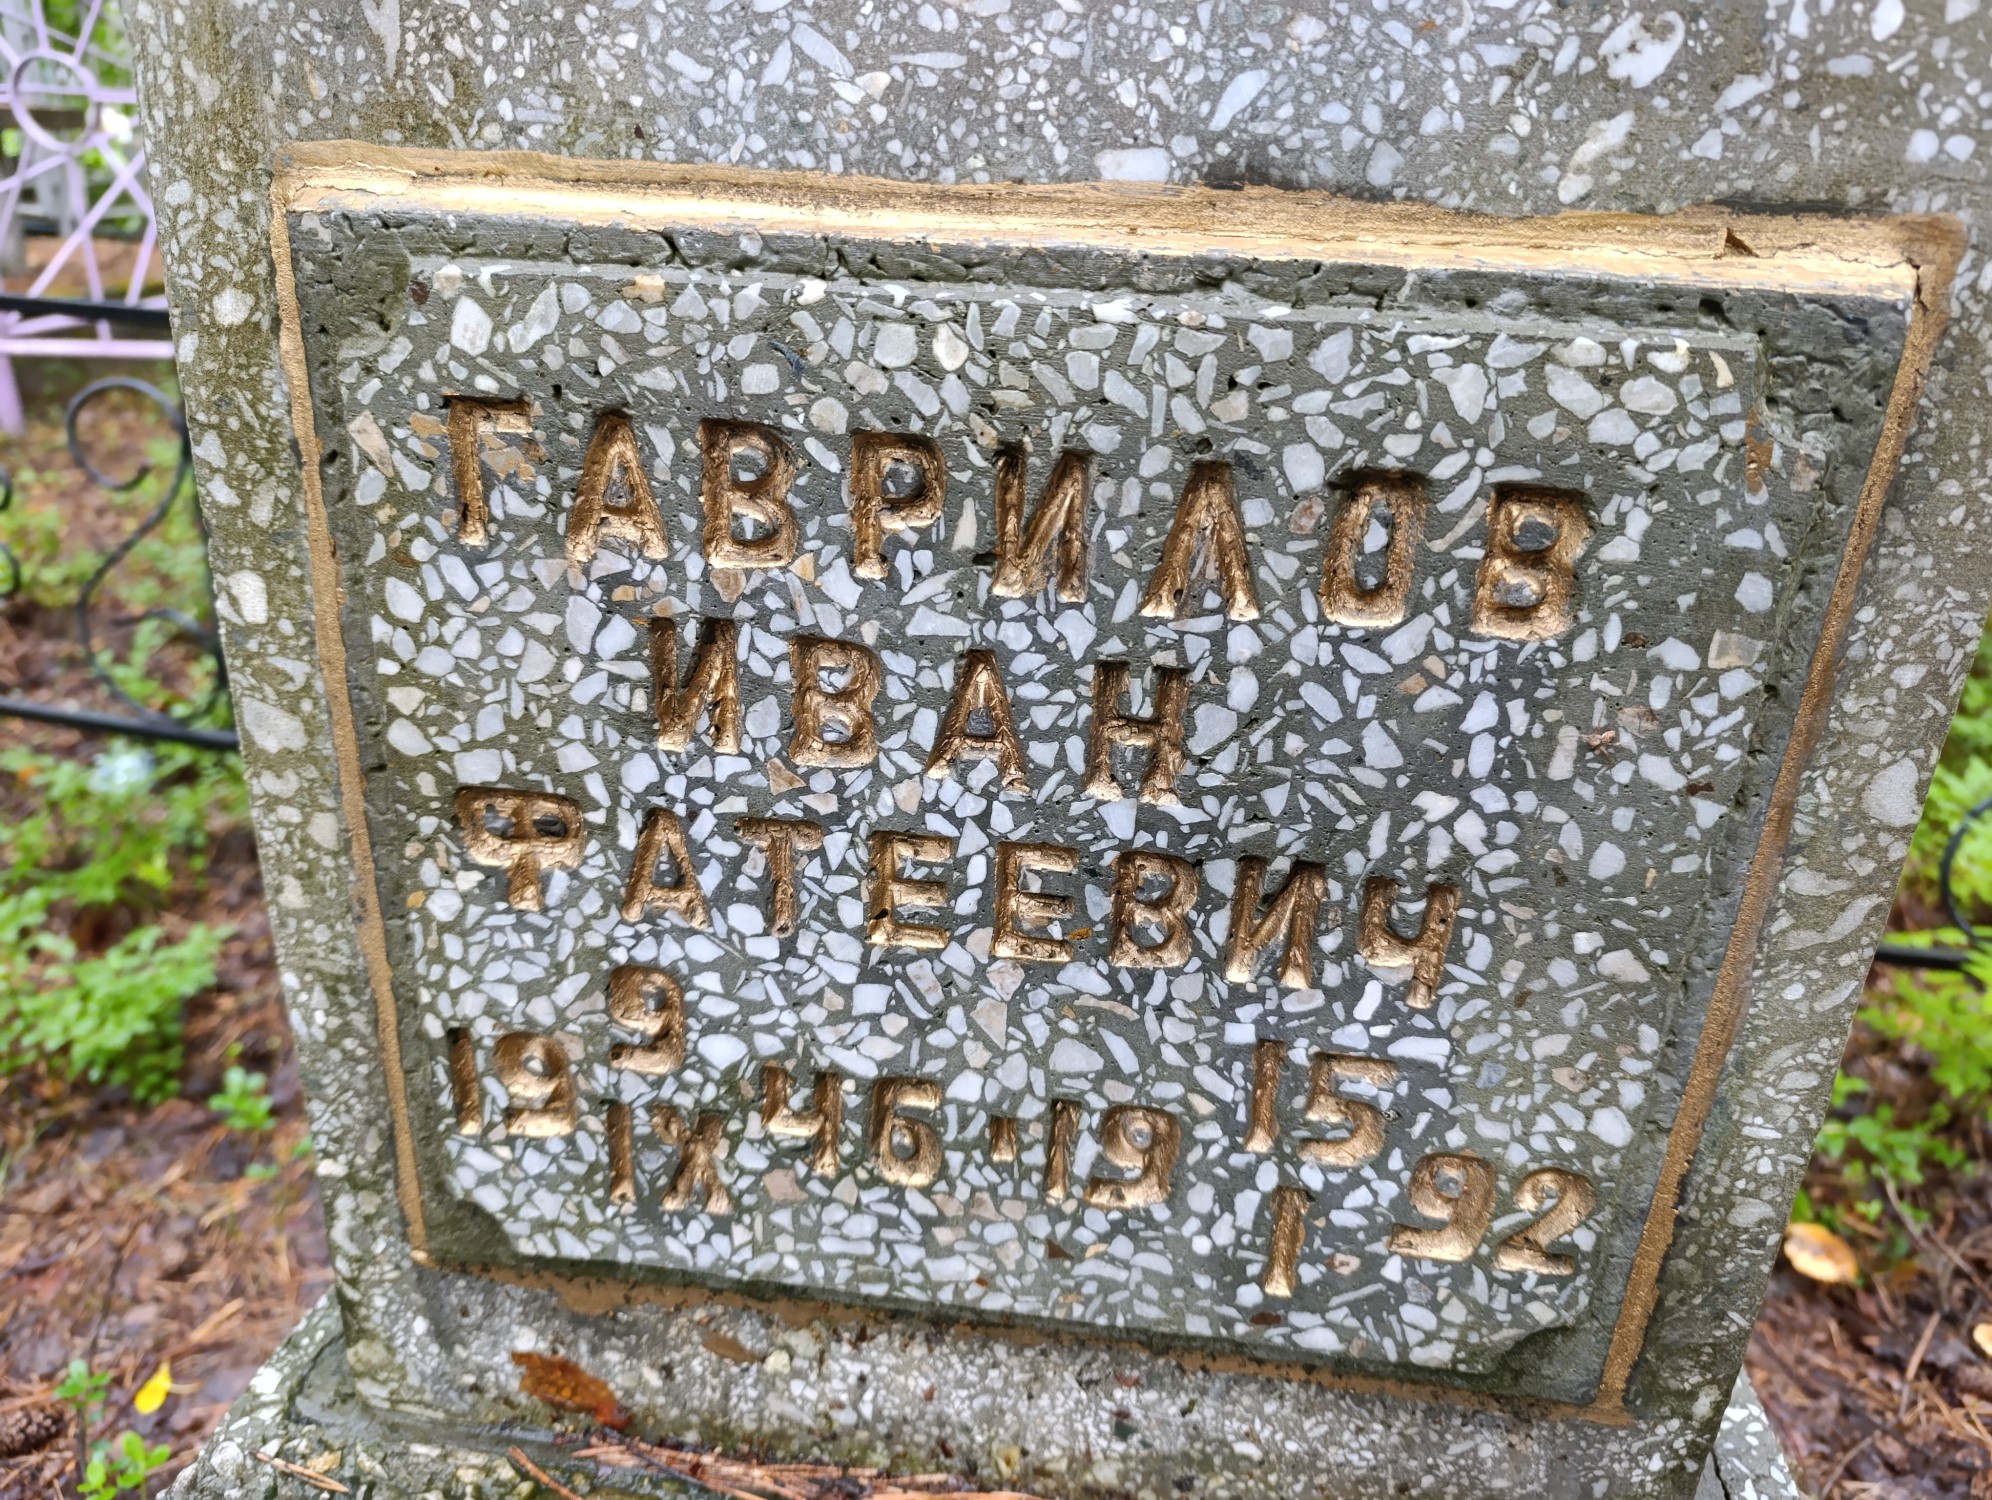 ГАВРИЛОВ
ИВАН
ФАТЕЕВИЧ
19 9/IX 46-19 15/I 92